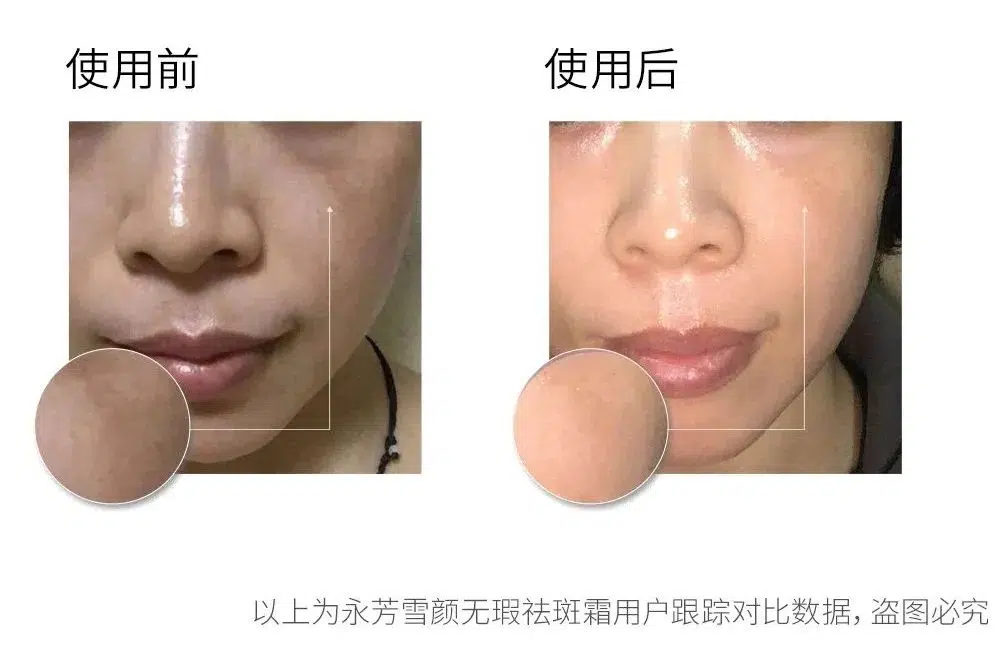 使用前
使用后
以上为永芳雪颜无瑕祛斑霜用户跟踪对比数据，盗图必究